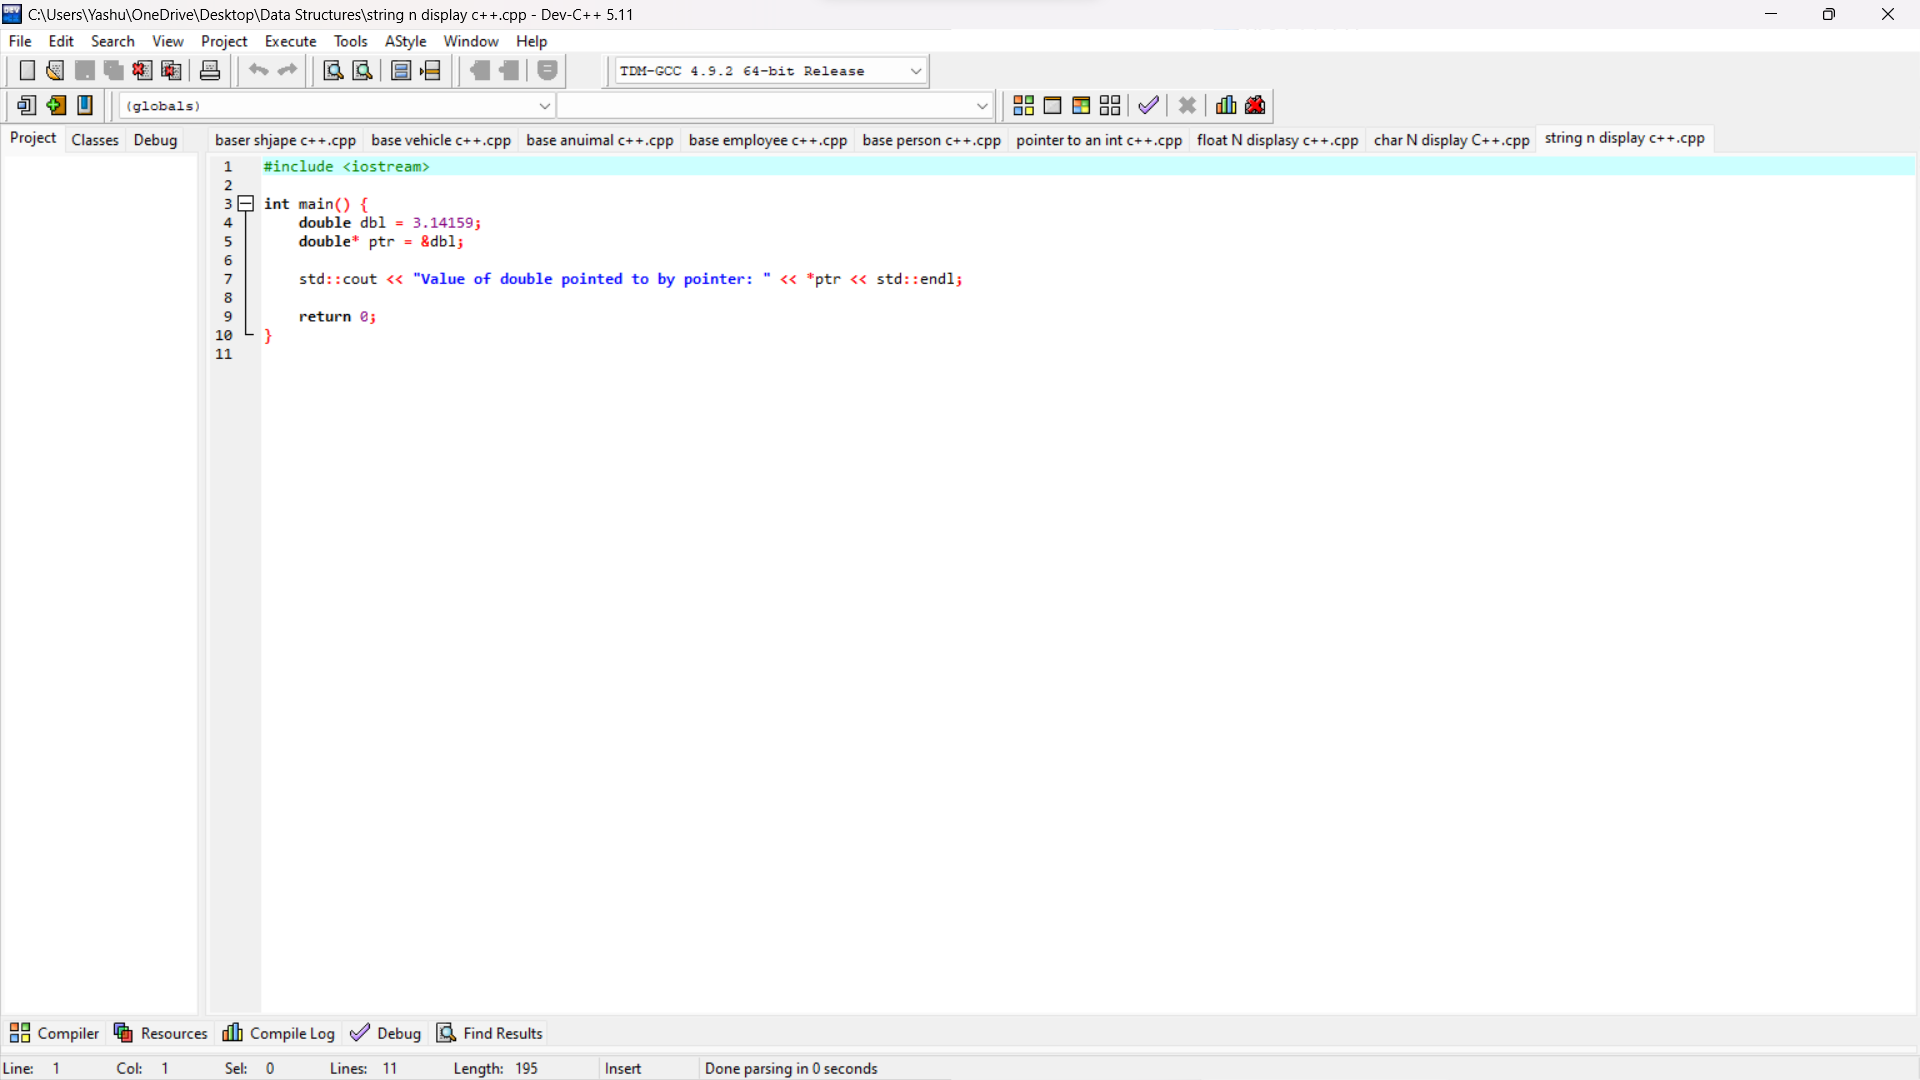 C:\Users\Yashu\OneDrive\Desktop\Data Structures\string n display c++.cpp - Dev-C++ 5.11
File Edit Search View Project Execute Tools AStyle Window Help
TDM-GCC 4.9.2 64-bit Release
(globals)
Project Classes Debug baser shjape c++.cpp base vehicle c++.cpp base anuimal c++.cpp base employee c++.cpp base person c++.cpp pointer to an int c++.cpp float N displasy c++.cpp char N display C++.cpp string n display c++.cpp
1 #include <iostream>
2
3 int main() {
4 double dbl = 3.14159;
5 double* ptr = &dbl;
6
7 std::cout << "Value of double pointed to by pointer: " << *ptr << std::endl;
8
9 return 0;
10 }
11
Compiler Resources Compile Log Debug Find Results
Line: 1 Col: 1 Sel: 0 Lines: 11 Length: 195 Insert Done parsing in 0 seconds